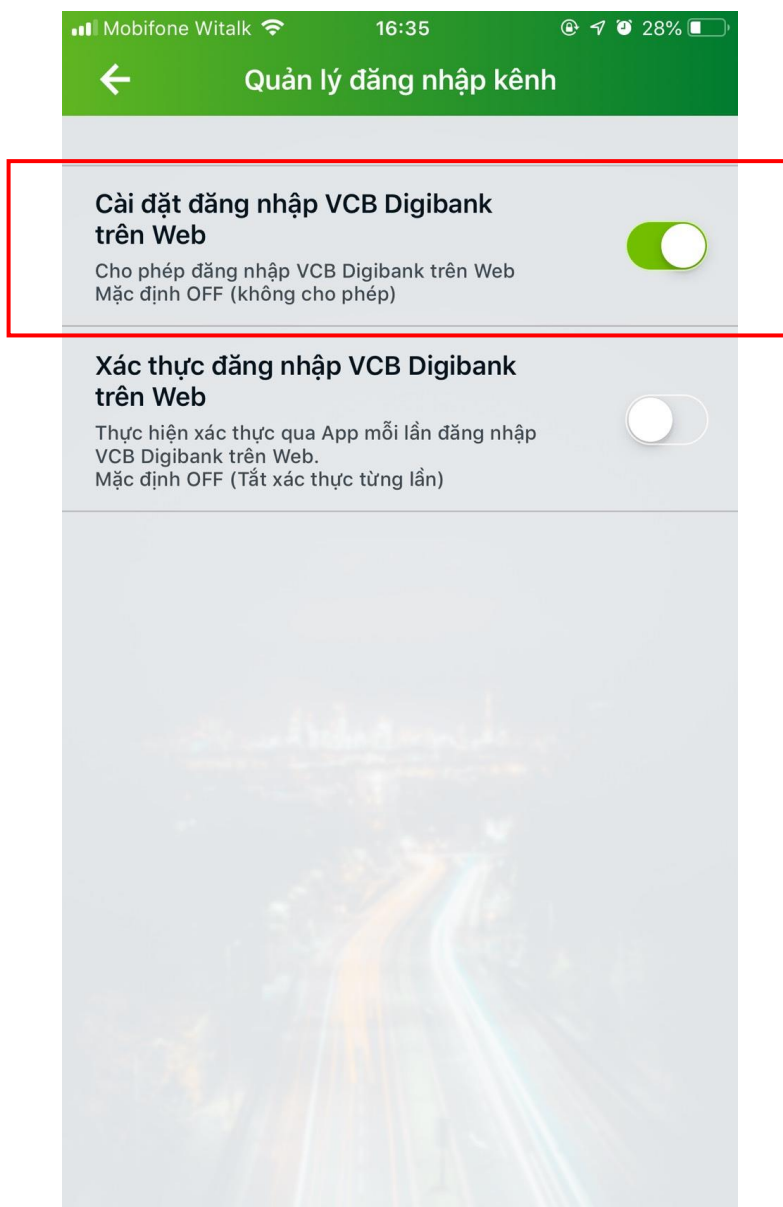 Mobifone Witalk 16:35 28%
Quản lý đăng nhập kênh
Cài đặt đăng nhập VCB Digibank
trên Web
Cho phép đăng nhập VCB Digibank trên Web
Mặc định OFF (không cho phép)
Xác thực đăng nhập VCB Digibank
trên Web
Thực hiện xác thực qua App mỗi lần đăng nhập
VCB Digibank trên Web.
Mặc định OFF (Tắt xác thực từng lần)